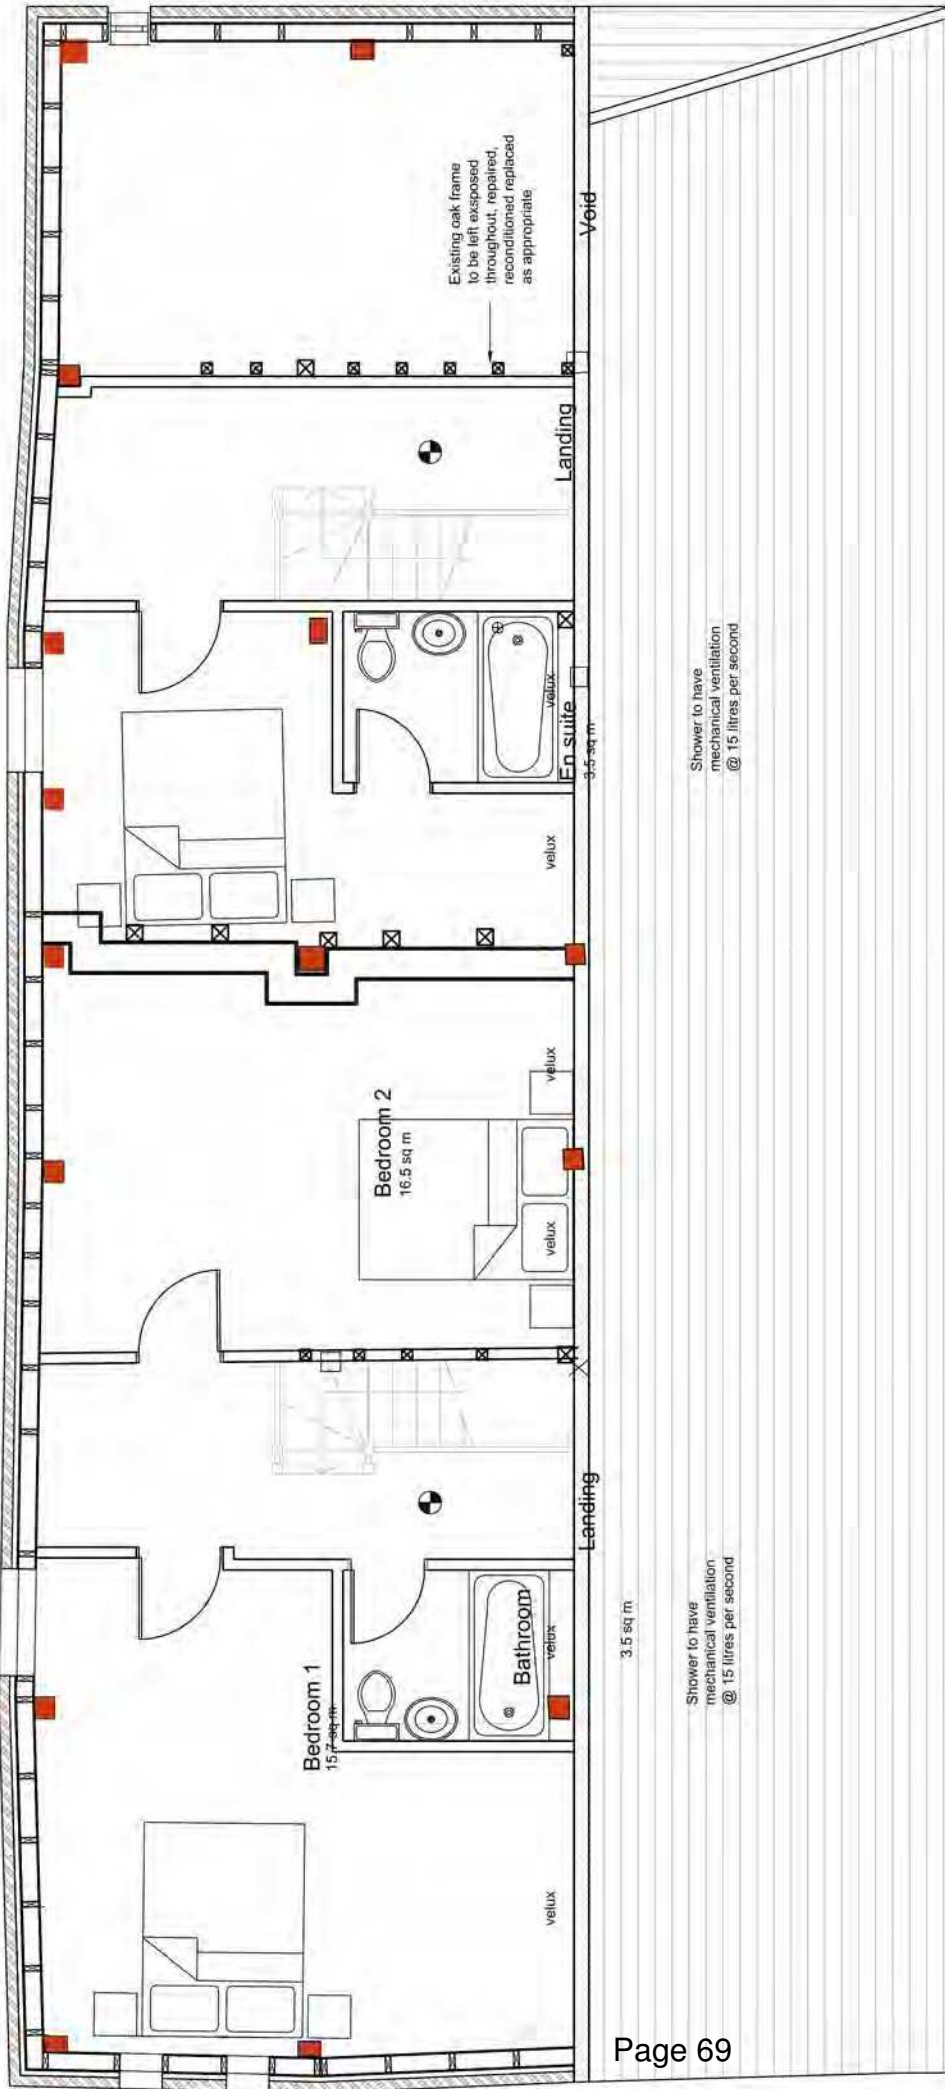 Existing oak frame
to be left exsposed
throughout, repaired,
reconditioned replaced
as appropriate
Void
Landing
velux
En suite
3.5 sq m
Shower to have
mechanical ventilation
@ 15 litres per second
velux
velux
Bedroom 2
16.5 sq m
velux
Landing
Bathroom
velux
3.5 sq m
Shower to have
mechanical ventilation
@ 15 litres per second
Bedroom 1
15.7 sq m
velux
Page 69